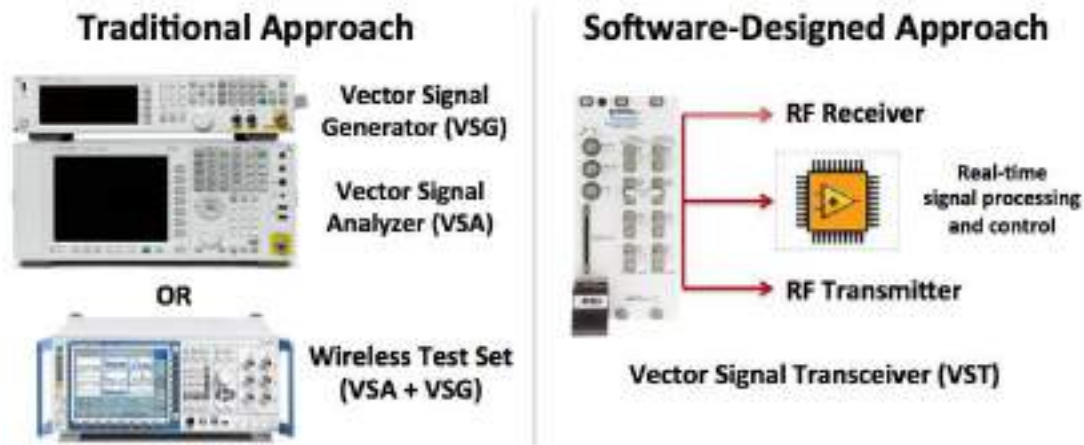 Traditional Approach
Vector Signal
Generator (VSG)
Vector Signal
Analyzer (VSA)
OR
Wireless Test Set
(VSA + VSG)
Software-Designed Approach
RF Receiver
Real-time
signal processing
and control
RF Transmitter
Vector Signal Transceiver (VST)